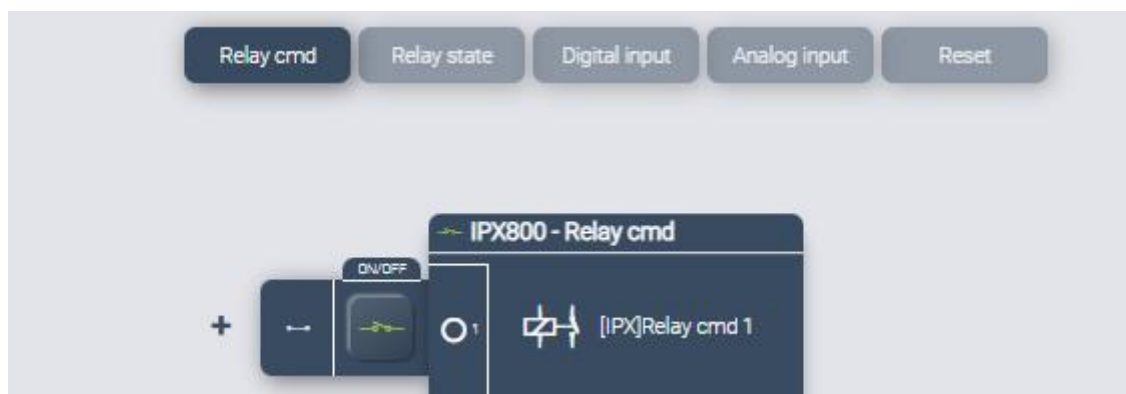 Relay cmd Relay state Digital input Analog input Reset
IPX800 - Relay cmd
ON/OFF
1 [IPX]Relay cmd 1